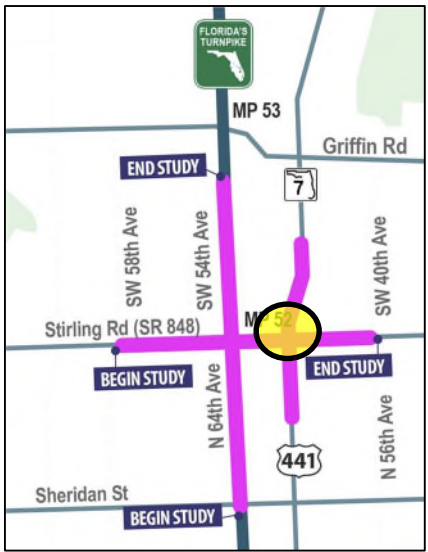 FLORIDA'S
TURNPIKE
MP 53
Griffin Rd
END STUDY
7
SW 58th Ave
SW 54th Ave
SW 40th Ave
Stirling Rd (SR 848)
MP 52
BEGIN STUDY
END STUDY
N 64th Ave
N 56th Ave
441
Sheridan St
BEGIN STUDY